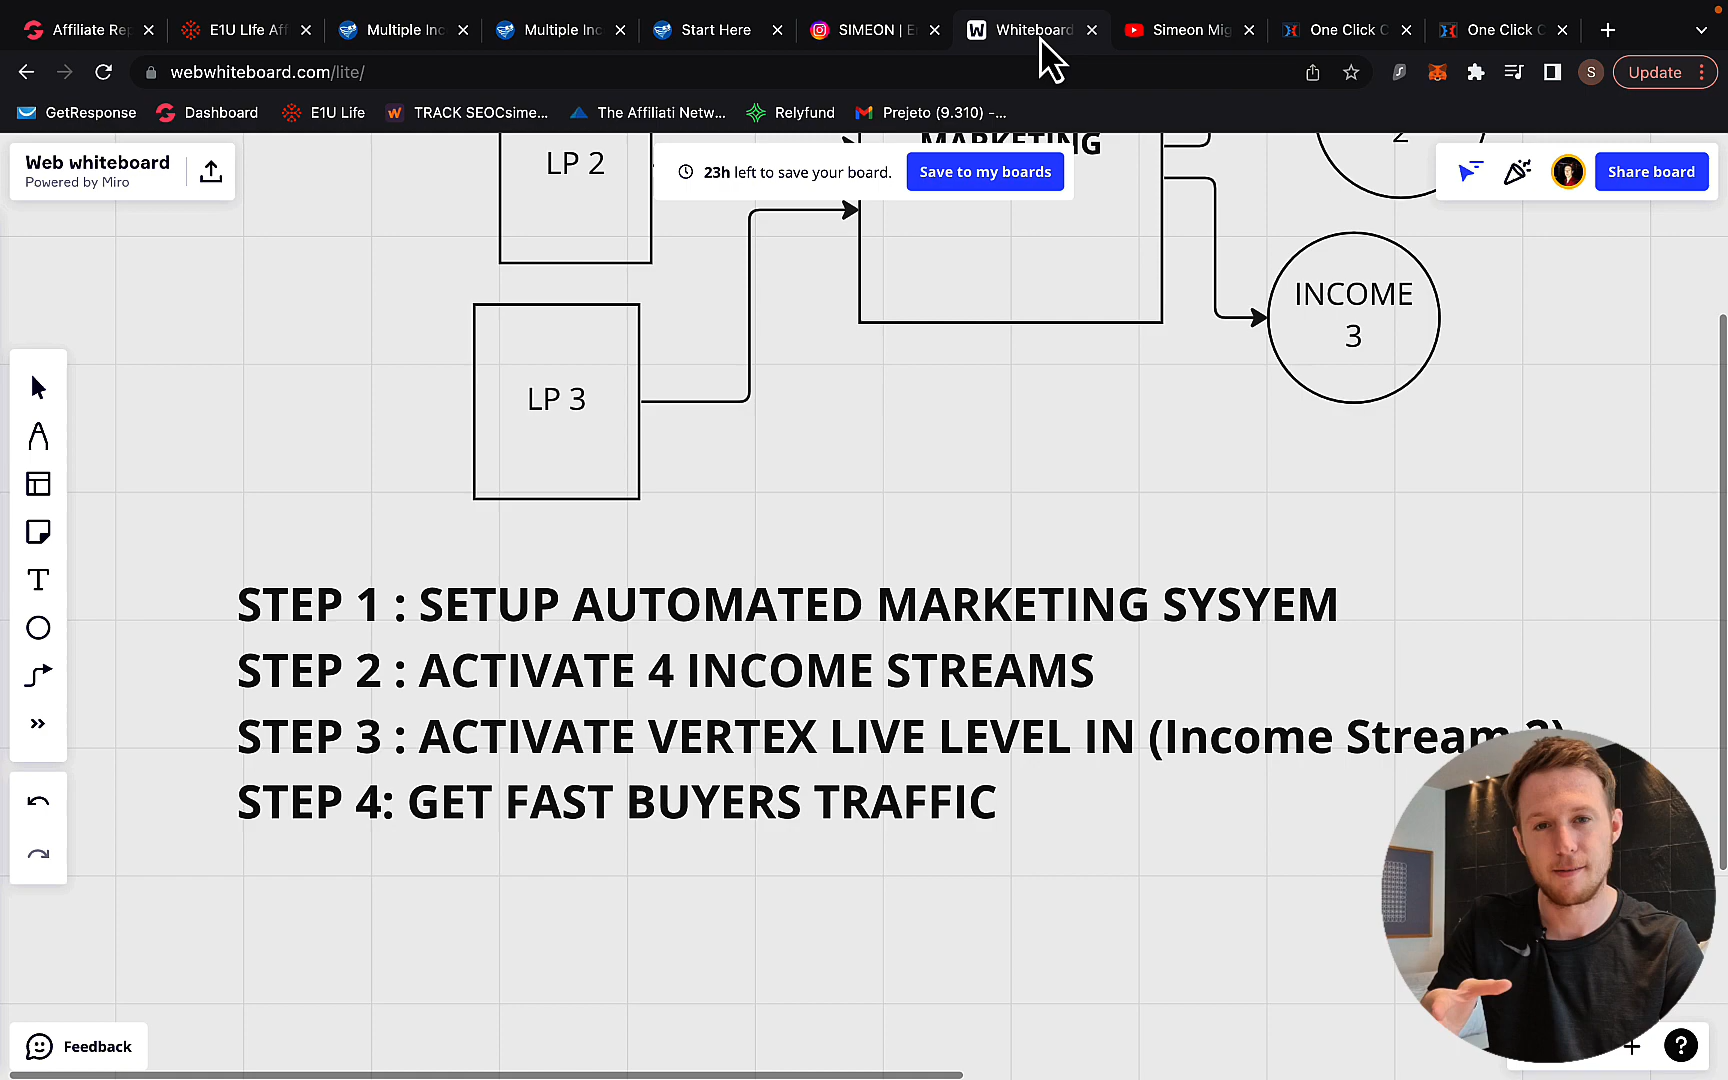 Affiliate Rep
E1U LIfe Aff
Multiple Inc
Multiple Inc
Start Here
SIMEON | E
Whiteboard
Simeon Mig
One Click C
One Click C
webwhiteboard.com/lite/
S
Update
GetResponse
Dashboard
E1U Life
TRACK SEOCsime...
The Affiliati Netw...
Relyfund
Prejeto (9.310) -...
Web whiteboard
Powered by Miro
23h left to save your board.
Save to my boards
Share board
LP 2
MARKETING
2
INCOME
3
LP 3
STEP 1 : SETUP AUTOMATED MARKETING SYSYEM
STEP 2 : ACTIVATE 4 INCOME STREAMS
STEP 3 : ACTIVATE VERTEX LIVE LEVEL IN (Income Stream
STEP 4: GET FAST BUYERS TRAFFIC
Feedback